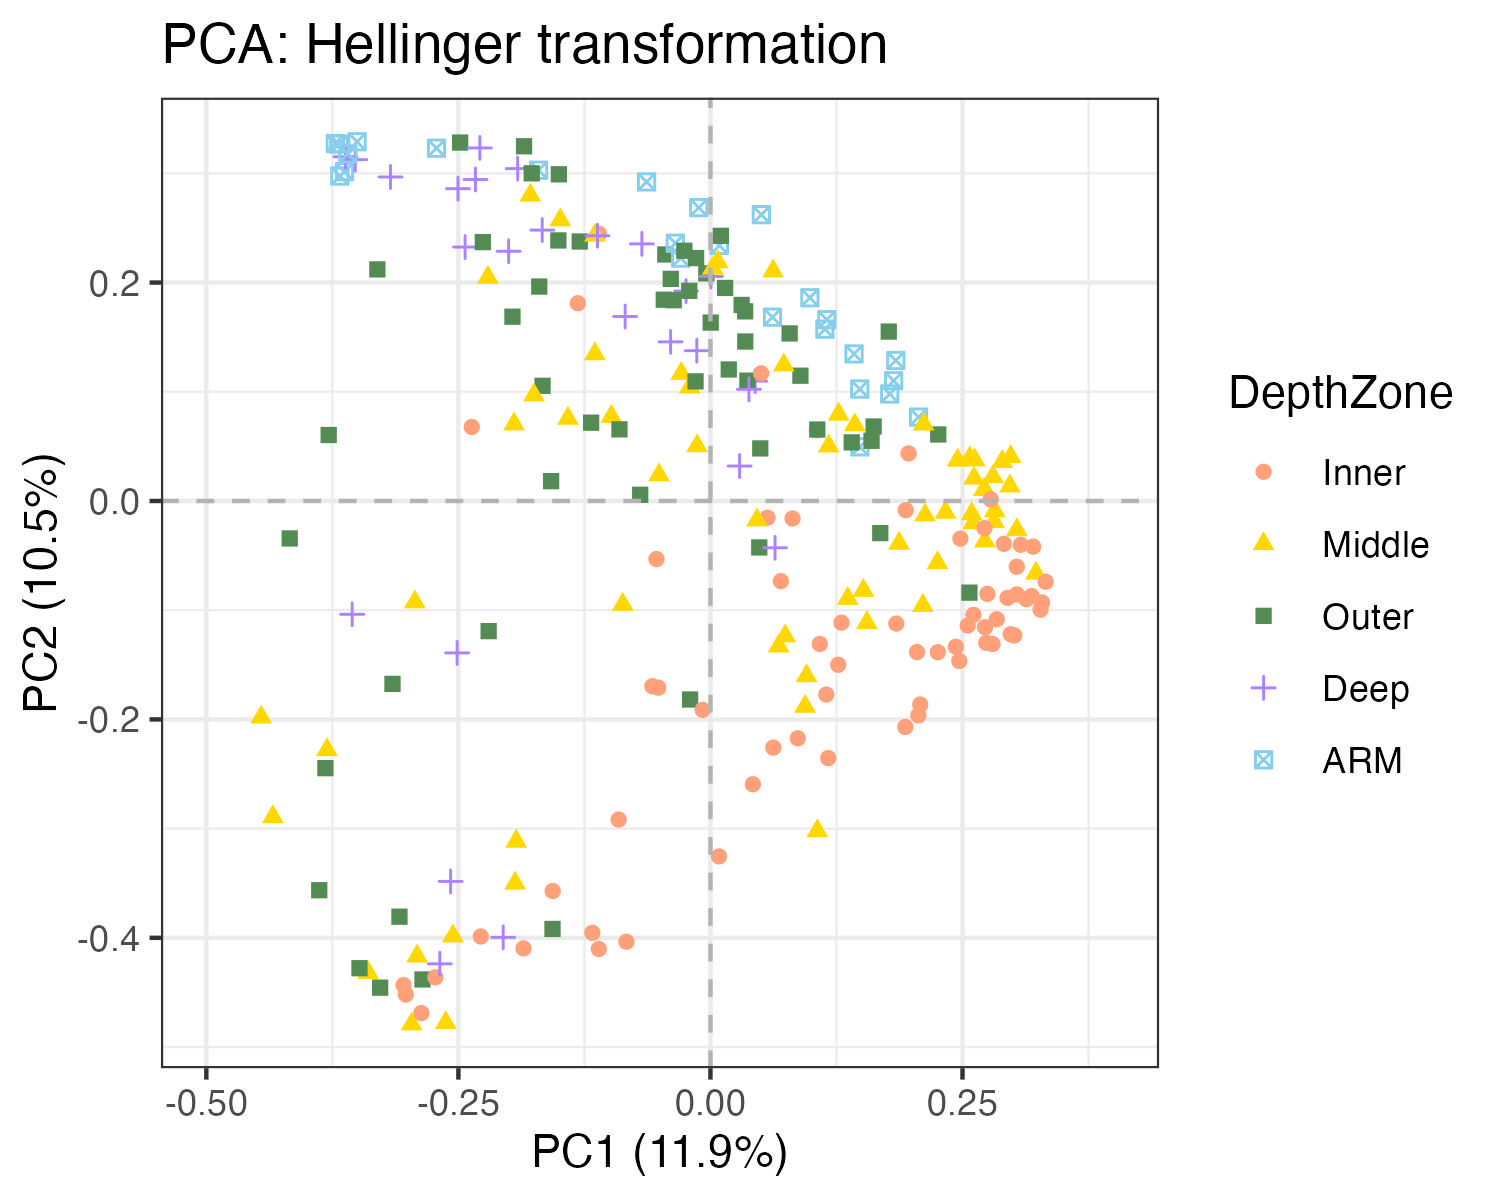 PCA: Hellinger transformation
0.2
0.0
-0.2
-0.4
PC2 (10.5%)
-0.50
-0.25
0.00
0.25
PC1 (11.9%)
DepthZone
Inner
Middle
Outer
Deep
ARM